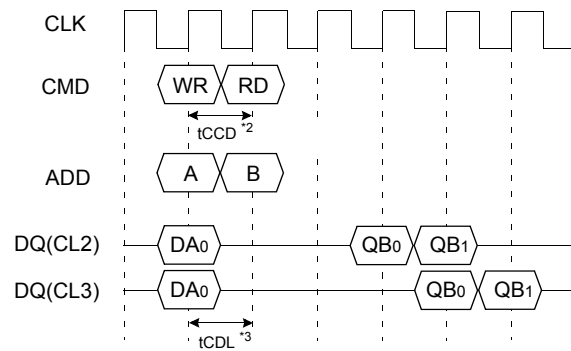 CLK
CMD WR RD
tCCD *2
ADD A B
DQ(CL2) DA0 QB0 QB1
DQ(CL3) DA0 QB0 QB1
tCDL *3